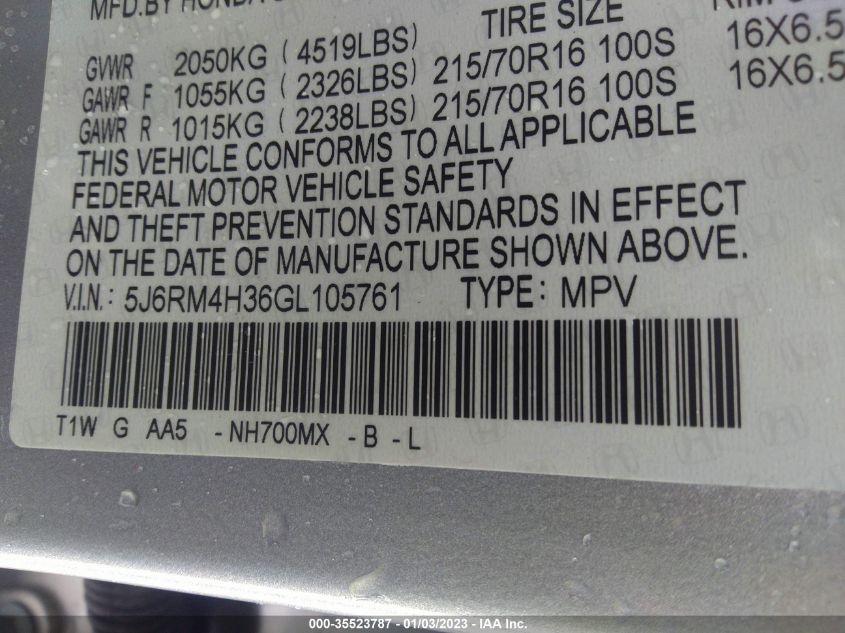 MFD.BY HONDA
TIRE SIZE
GVWR 2050KG ( 4519LBS)
GAWR F 1055KG ( 2326LBS) 215/70R16 100S 16X6.5
GAWR R 1015KG ( 2238LBS) 215/70R16 100S 16X6.5
THIS VEHICLE CONFORMS TO ALL APPLICABLE
FEDERAL MOTOR VEHICLE SAFETY
AND THEFT PREVENTION STANDARDS IN EFFECT
ON THE DATE OF MANUFACTURE SHOWN ABOVE.
V.I.N.: 5J6RM4H36GL105761 TYPE: MPV
T1W G AA5 -NH700MX -B -L
000-35523787 - 01/03/2023 - IAA Inc.